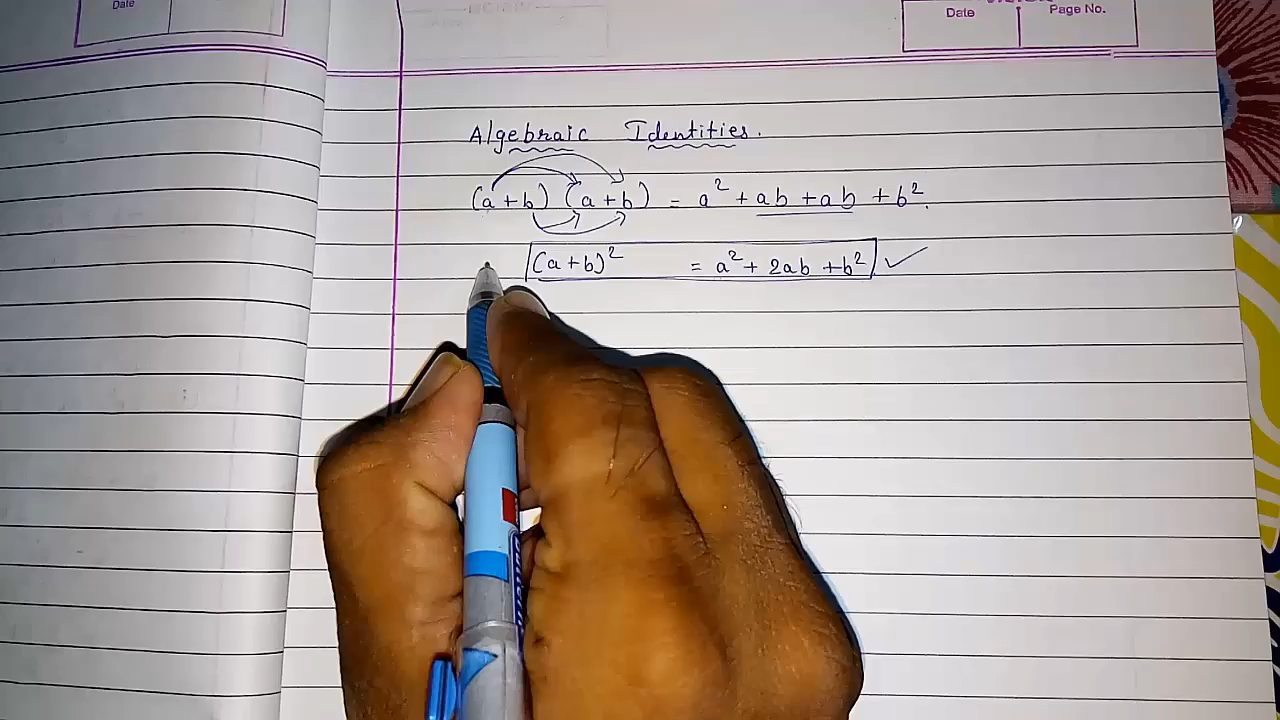 Date
Date Page No.
Algebraic Identities.
(a+b) (a+b) = a² + ab + ab + b².
(a+b)² = a² + 2ab + b² ✓